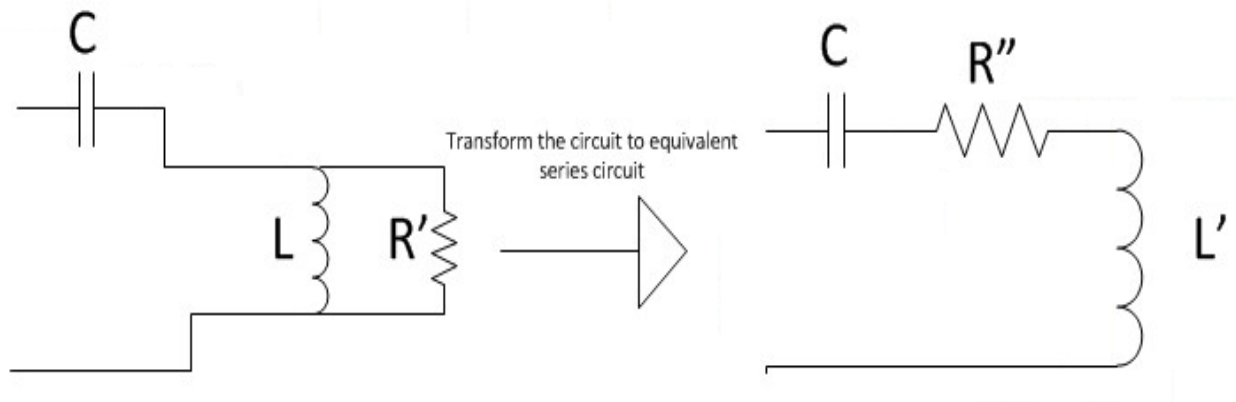 C
L
R′
Transform the circuit to equivalent
series circuit
C
R″
L′